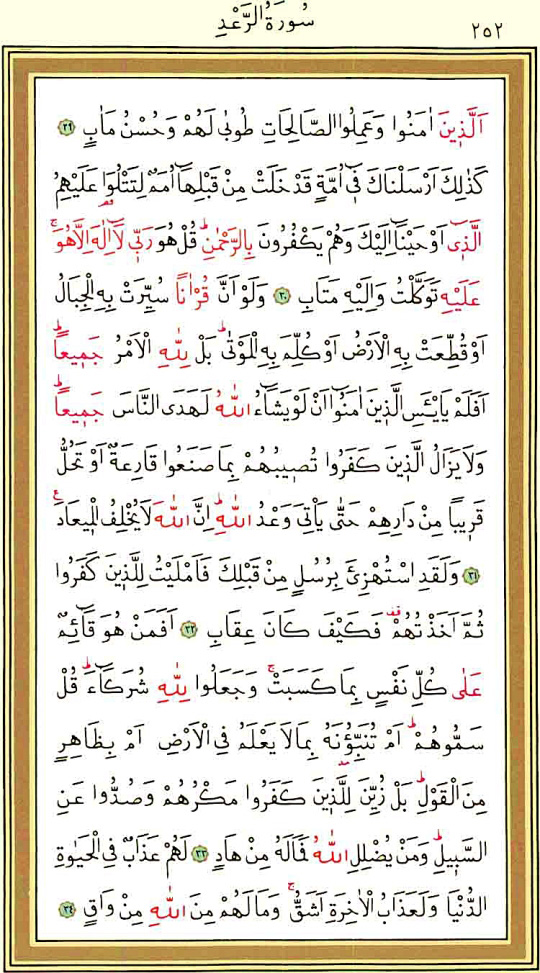 سُورَةُ الرَّعْدِ
٢٥٢
اَلَّذٖينَ اٰمَنُوا وَعَمِلُوا الصَّالِحَاتِ طُوبٰى لَهُمْ وَحُسْنُ مَاٰبٍ ﴿٢٩﴾
كَذٰلِكَ اَرْسَلْنَاكَ فٖٓى اُمَّةٍ قَدْ خَلَتْ مِنْ قَبْلِهَٓا اُمَمٌ لِتَتْلُوَا عَلَيْهِمُ
الَّذٖٓى اَوْحَيْنَٓا اِلَيْكَ وَهُمْ يَكْفُرُونَ بِالرَّحْمٰنِؕ قُلْ هُوَ رَبّٖى لَٓا اِلٰهَ اِلَّا هُوَۚ
عَلَيْهِ تَوَكَّلْتُ وَاِلَيْهِ مَتَابِ ﴿٣٠﴾ وَلَوْ اَنَّ قُرْاٰنًا سُيِّرَتْ بِهِ الْجِبَالُ
اَوْ قُطِّعَتْ بِهِ الْاَرْضُ اَوْ كُلِّمَ بِهِ الْمَوْتٰىؕ بَلْ لِلّٰهِ الْاَمْرُ جَمٖيعًاؕ
اَفَلَمْ يَا۬يْـَٔسِ الَّذٖينَ اٰمَنُٓوا اَنْ لَوْ يَشَٓاءُ اللّٰهُ لَهَدَى النَّاسَ جَمٖيعًاؕ
وَلَا يَزَالُ الَّذٖينَ كَفَرُوا تُصٖيبُهُمْ بِمَا صَنَعُوا قَارِعَةٌ اَوْ تَحُلُّ
قَرٖيبًا مِنْ دَارِهِمْ حَتّٰى يَأْتِىَ وَعْدُ اللّٰهِؕ اِنَّ اللّٰهَ لَا يُخْلِفُ الْمٖيعَادَࣖ
﴿٣١﴾ وَلَقَدِ اسْتُهْزِئَ بِرُسُلٍ مِنْ قَبْلِكَ فَاَمْلَيْتُ لِلَّذٖينَ كَفَرُوا
ثُمَّ اَخَذْتُهُمْ فَكَيْفَ كَانَ عِقَابِ ﴿٣٢﴾ اَفَمَنْ هُوَ قَٓائِمٌ
عَلٰى كُلِّ نَفْسٍ بِمَا كَسَبَتْۚ وَجَعَلُوا لِلّٰهِ شُرَكَٓاءَؕ قُلْ
سَمُّوهُمْؕ اَمْ تُنَبِّؤُ۫نَهُ بِمَا لَا يَعْلَمُ فِى الْاَرْضِ اَمْ بِظَاهِرٍ
مِنَ الْقَوْلِؕ بَلْ زُيِّنَ لِلَّذٖينَ كَفَرُوا مَكْرُهُمْ وَصُدُّوا عَنِ
السَّبٖيلِؕ وَمَنْ يُضْلِلِ اللّٰهُ فَمَا لَهُ مِنْ هَادٍ ﴿٣٣﴾ لَهُمْ عَذَابٌ فِى الْحَيٰوةِ
الدُّنْيَا وَلَعَذَابُ الْاٰخِرَةِ اَشَقُّۚ وَمَا لَهُمْ مِنَ اللّٰهِ مِنْ وَاقٍ ﴿٣٤﴾